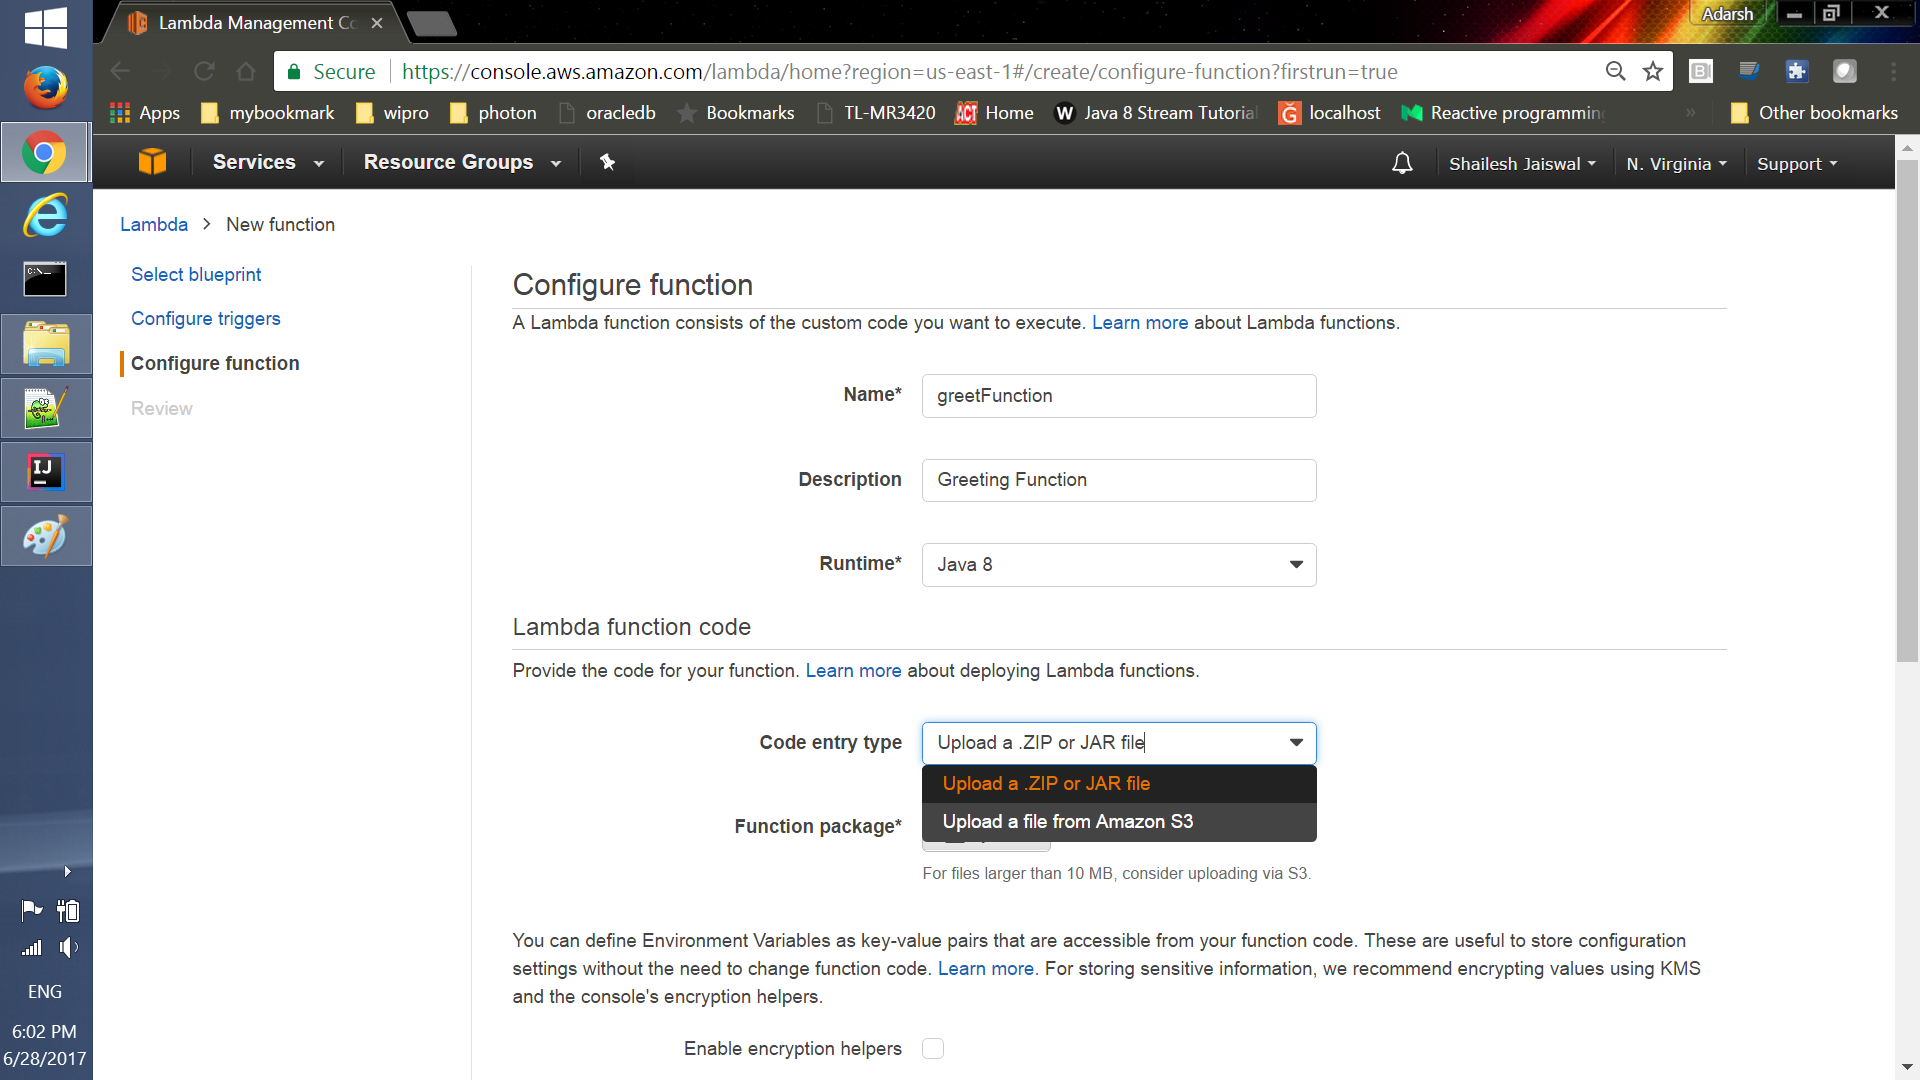 Lambda Management Co
Adarsh
Secure
https://console.aws.amazon.com/lambda/home?region=us-east-1#/create/configure-function?firstrun=true
Apps
mybookmark
wipro
photon
oracledb
Bookmarks
TL-MR3420
ACT
Home
W
Java 8 Stream Tutorial
localhost
Reactive programming
»
Other bookmarks
Services
Resource Groups
Shailesh Jaiswal
N. Virginia
Support
Lambda > New function
Select blueprint
Configure triggers
Configure function
Review
Configure function
A Lambda function consists of the custom code you want to execute. Learn more about Lambda functions.
Name* greetFunction
Description Greeting Function
Runtime* Java 8
Lambda function code
Provide the code for your function. Learn more about deploying Lambda functions.
Code entry type Upload a .ZIP or JAR file
Upload a .ZIP or JAR file
Upload a file from Amazon S3
Function package*
For files larger than 10 MB, consider uploading via S3.
You can define Environment Variables as key-value pairs that are accessible from your function code. These are useful to store configuration
settings without the need to change function code. Learn more. For storing sensitive information, we recommend encrypting values using KMS
and the console's encryption helpers.
Enable encryption helpers
C:\
IJ
ENG
6:02 PM
6/28/2017